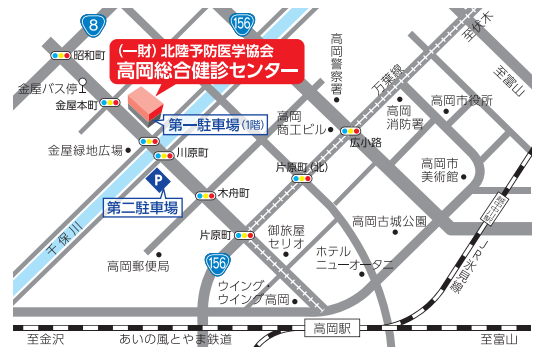 8
156
至伏木
昭和町
(一財)北陸予防医学協会
高岡総合健診センター
高岡
警察署
万葉線
至富山
金屋バス停
金屋本町
高岡
消防署
高岡市役所
第一駐車場(1階)
高岡
商工ビル
広小路
金屋緑地広場
川原町
片原町(北)
高岡市
美術館
P
第二駐車場
木舟町
千保川
片原町
御旅屋
セリオ
高岡古城公園
高岡郵便局
156
ホテル
ニューオータニ
JR氷見線
ウイング・
ウイング高岡
高岡駅
至金沢
あいの風とやま鉄道
至富山